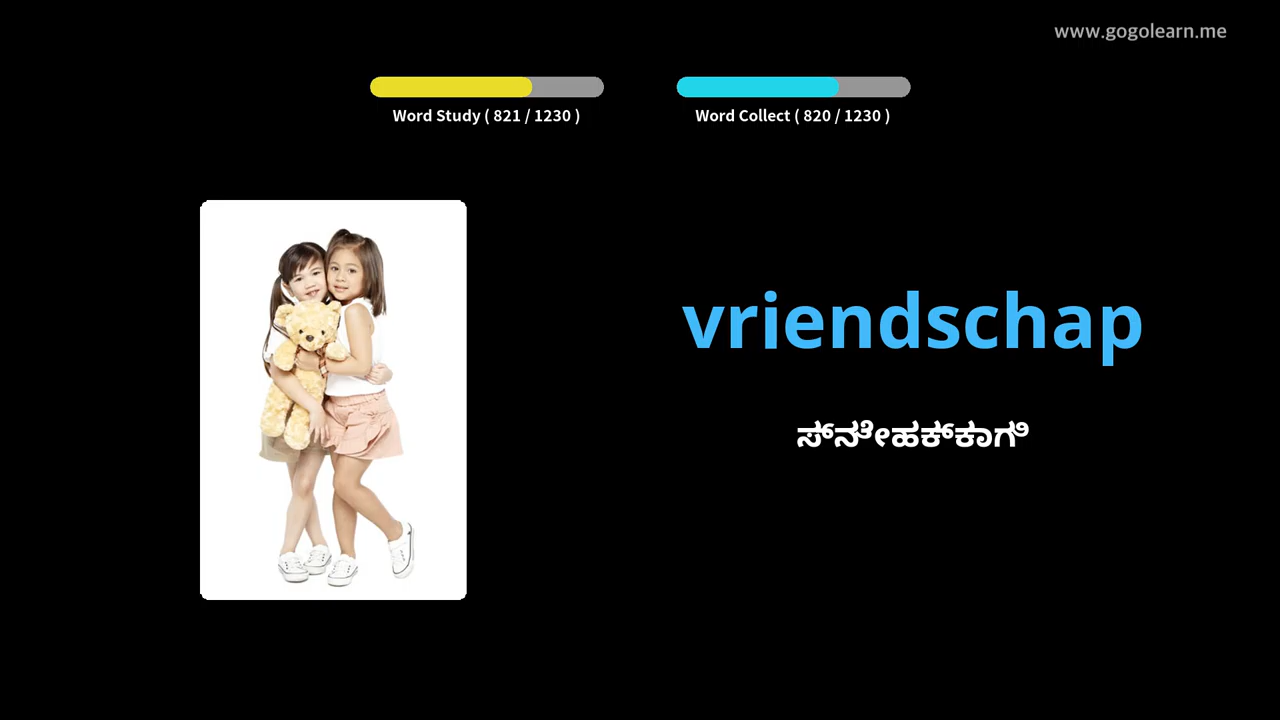 www.gogolearn.me
Word Study ( 821 / 1230 )
Word Collect ( 820 / 1230 )
vriendschap
ಸ್ನೇಹಕ್ಕಾಗಿ